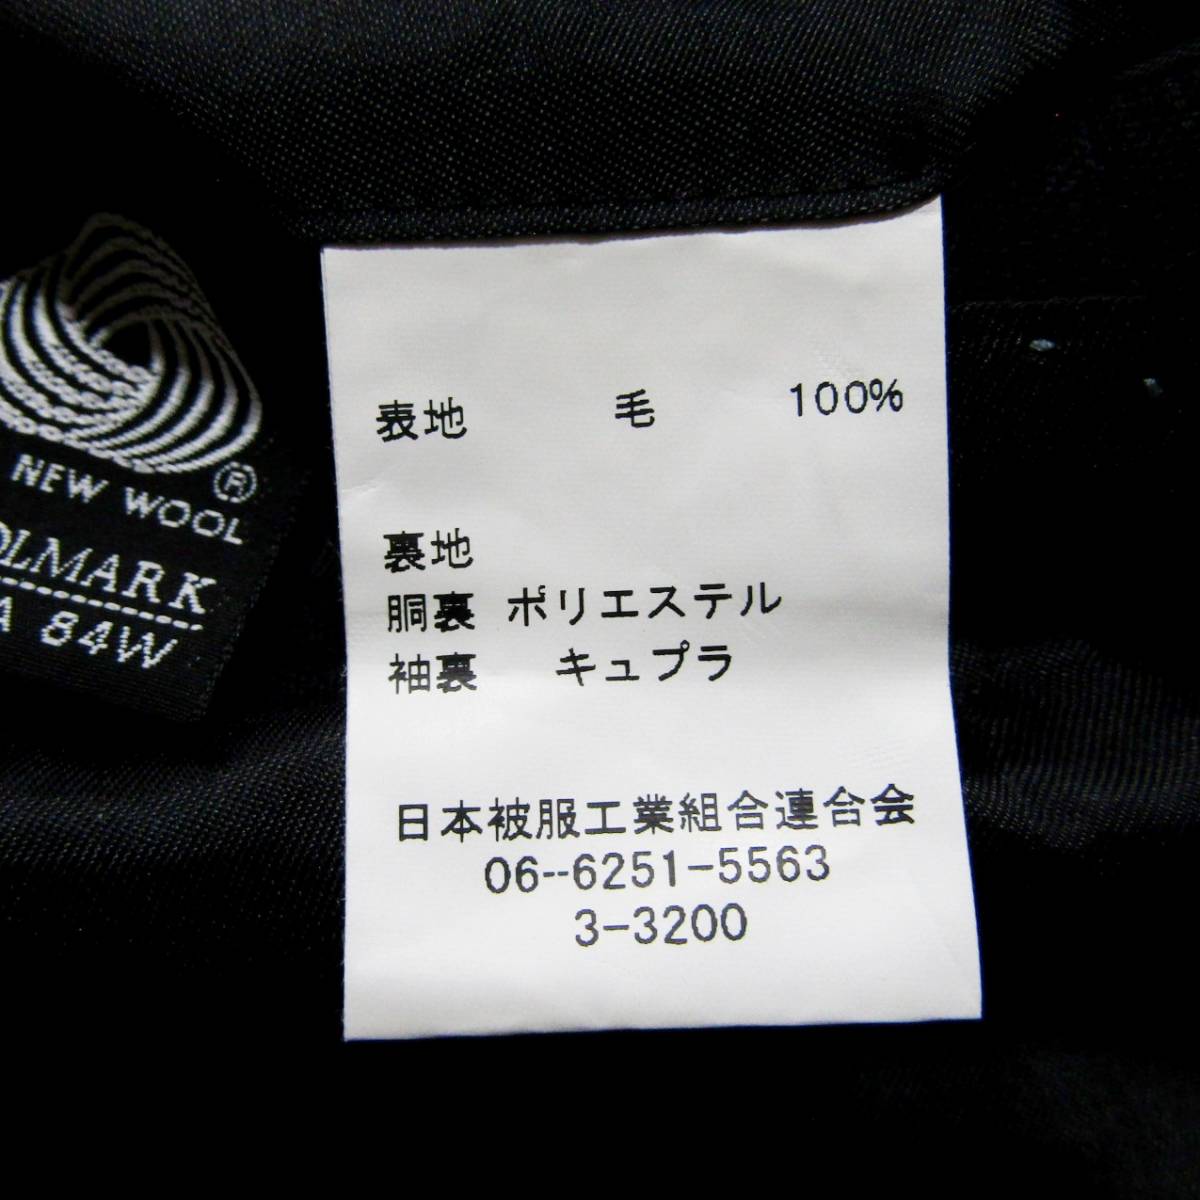 NEW WOOL
®
84W
表地 毛 100%
裏地
胴裏 ポリエステル
袖裏 キュプラ
日本被服工業組合連合会
06--6251-5563
3-3200